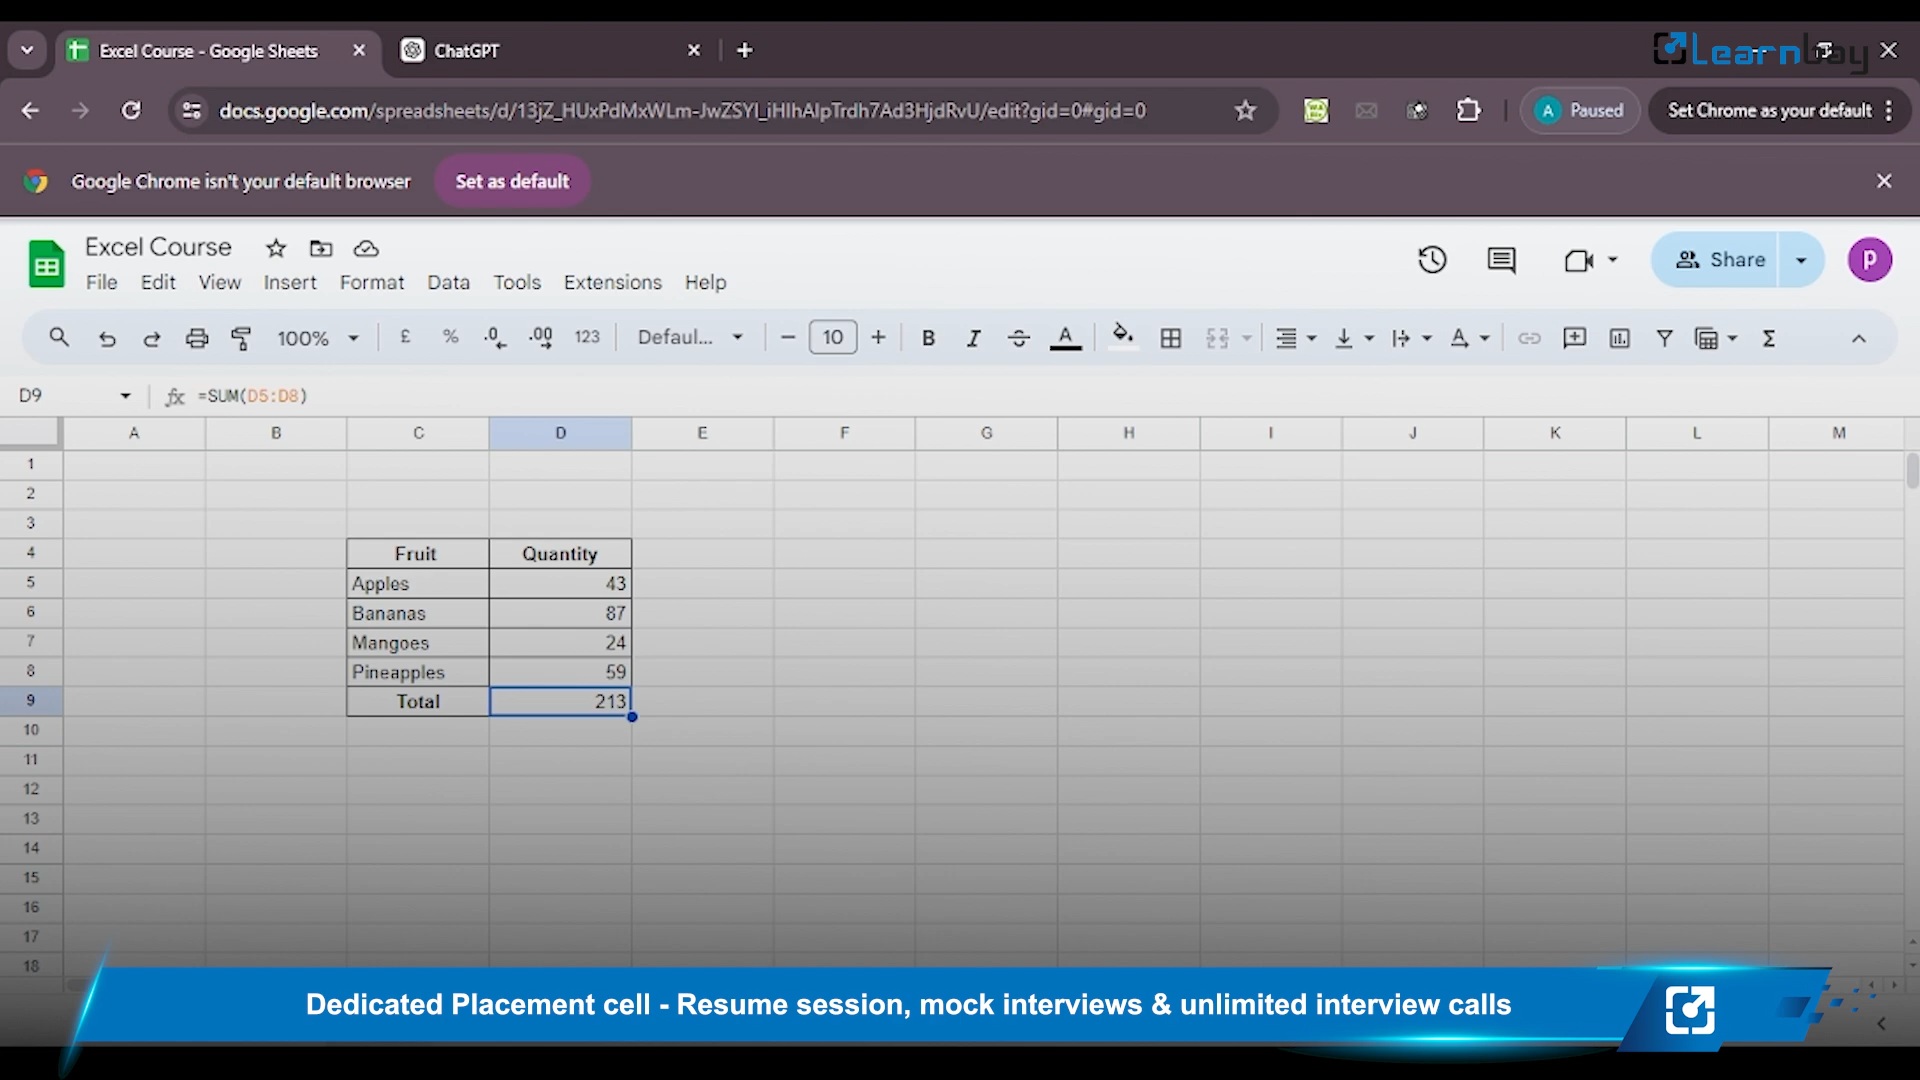 Excel Course - Google Sheets
ChatGPT
Learnbay
docs.google.com/spreadsheets/d/13jZ_HUxPdMxWLm-JwZSYl_iHIhAlpTrdh7Ad3HjdRvU/edit?gid=0#gid=0
A Paused
Set Chrome as your default
Google Chrome isn't your default browser
Set as default
Excel Course
Share
P
File Edit View Insert Format Data Tools Extensions Help
100% £ % .0 .00 123 Defaul... 10 B I A A Σ
D9 fx =SUM(D5:D8)
A B C D E F G H I J K L M
1
2
3
4 Fruit Quantity
5 Apples 43
6 Bananas 87
7 Mangoes 24
8 Pineapples 59
9 Total 213
10
11
12
13
14
15
16
17
18
Dedicated Placement cell - Resume session, mock interviews & unlimited interview calls